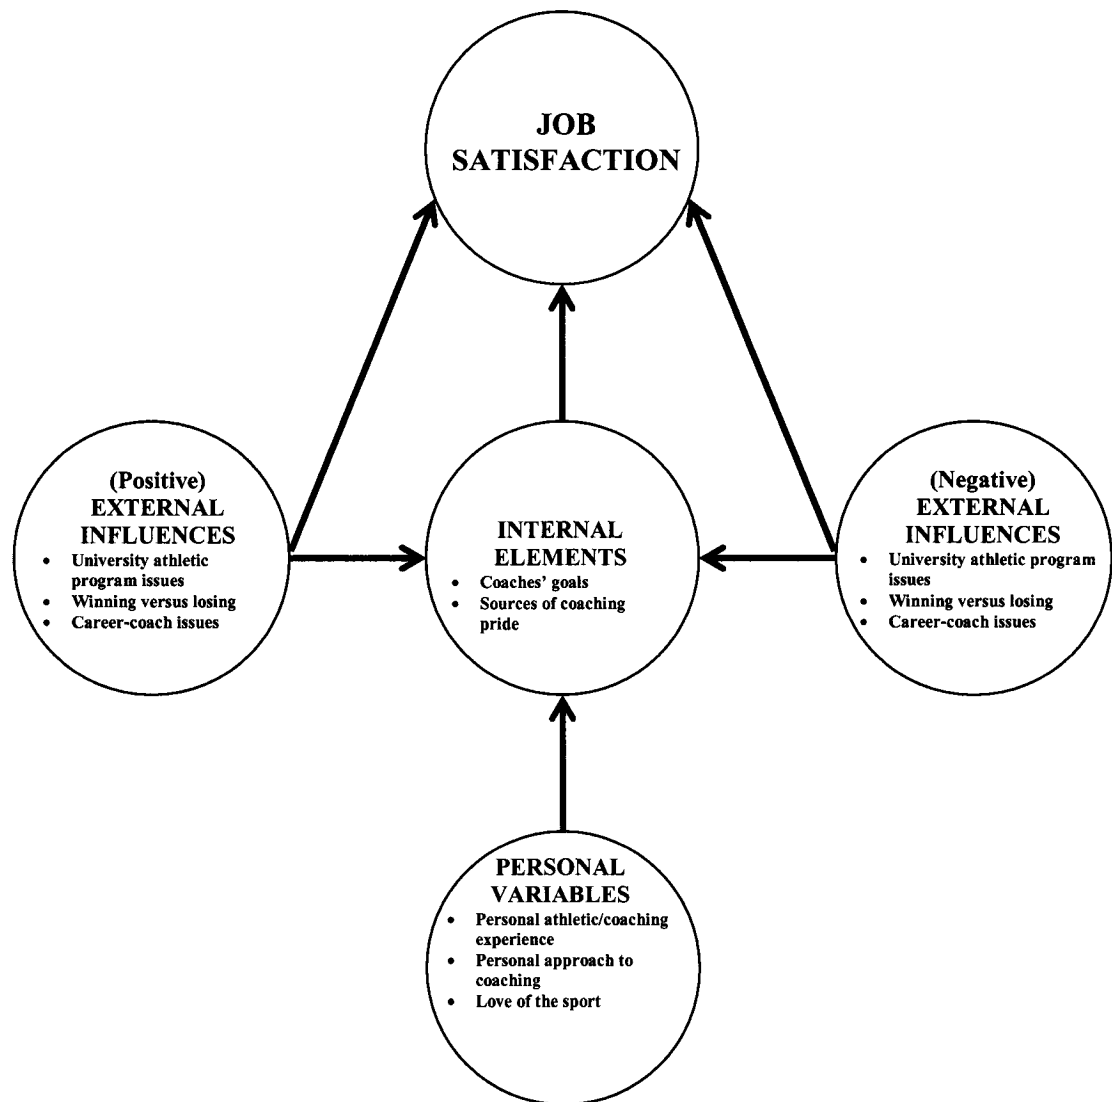 JOB
SATISFACTION
(Positive)
EXTERNAL
INFLUENCES
• University athletic
program issues
• Winning versus losing
• Career-coach issues
INTERNAL
ELEMENTS
• Coaches’ goals
• Sources of coaching
pride
(Negative)
EXTERNAL
INFLUENCES
• University athletic program
issues
• Winning versus losing
• Career-coach issues
PERSONAL
VARIABLES
• Personal athletic/coaching
experience
• Personal approach to
coaching
• Love of the sport